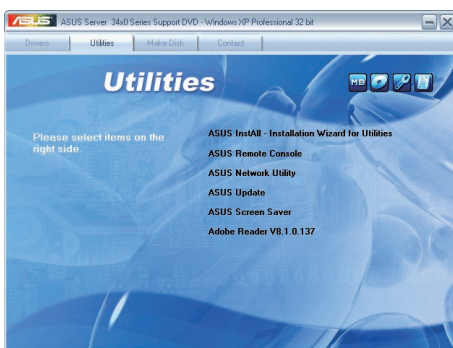 ASUS ASUS Server 34x0 Series Support DVD - Windows XP Professional 32 bit
Drivers Utilities Make Disk Contact
Utilities
MB
Please select items on the
right side.
ASUS InstAll - Installation Wizard for Utilities
ASUS Remote Console
ASUS Network Utility
ASUS Update
ASUS Screen Saver
Adobe Reader V8.1.0.137